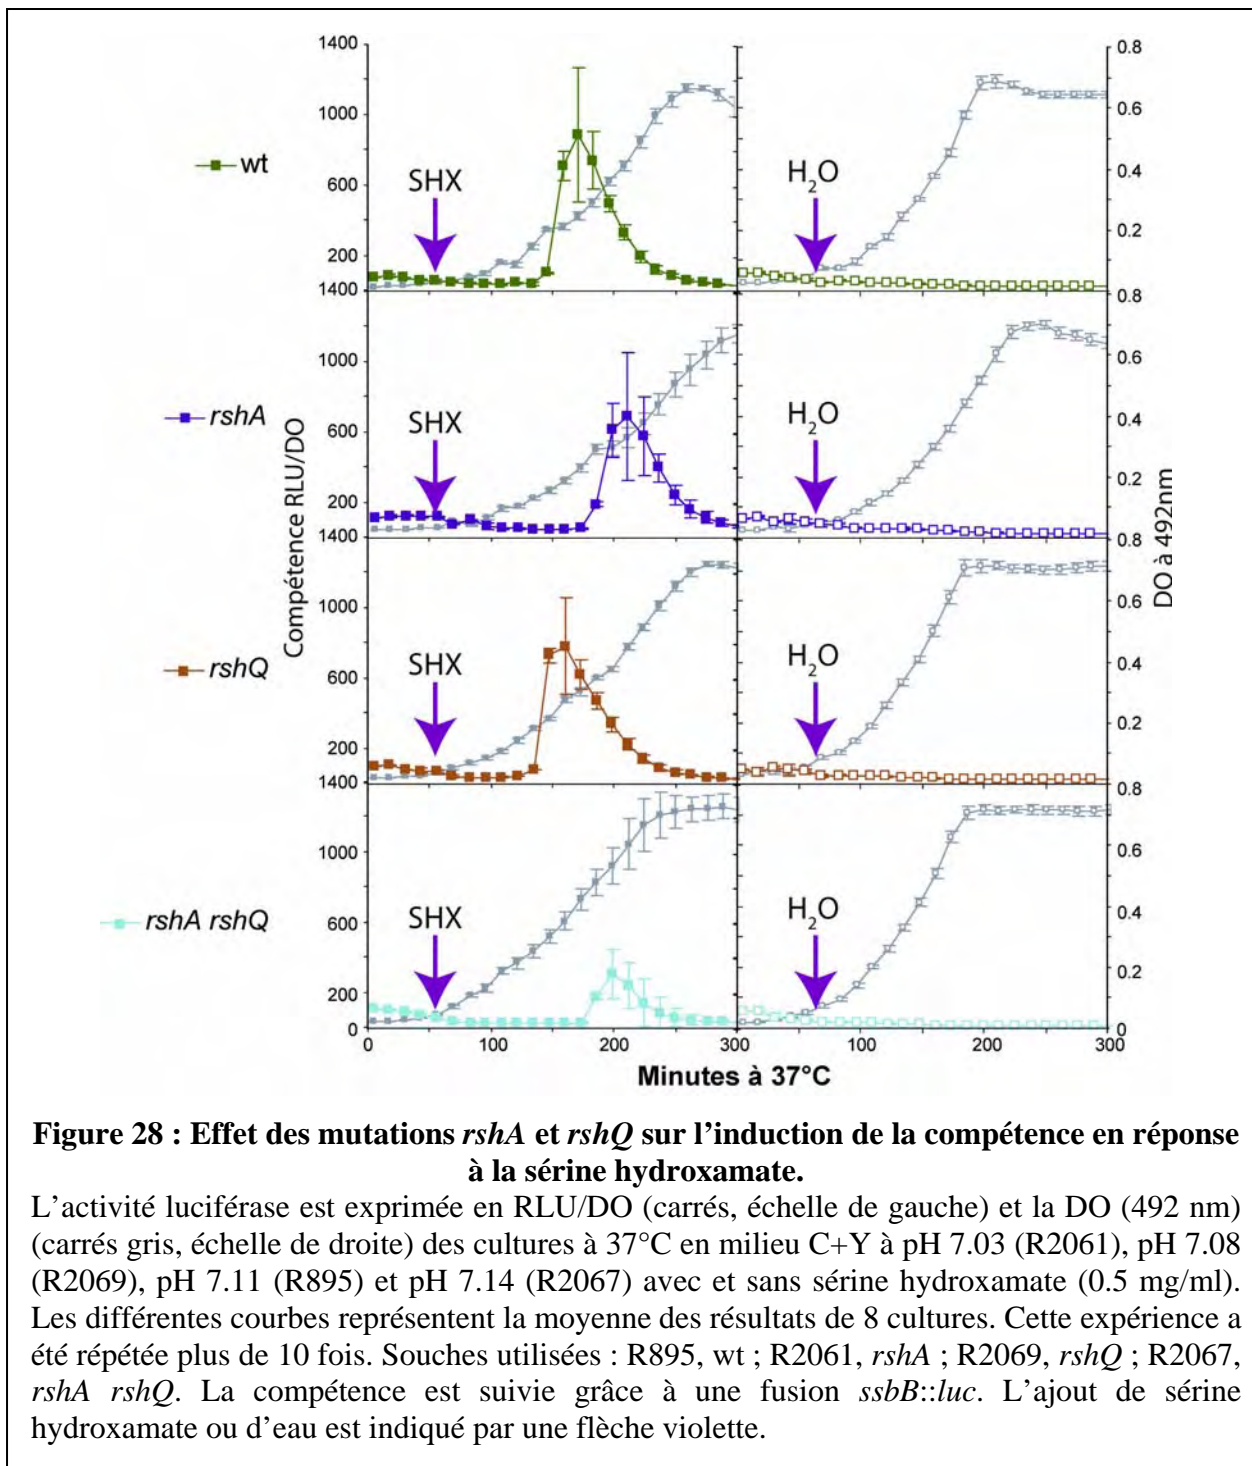 1400
1000
600
200
0.8
0.6
0.4
0.2
wt
SHX
H2O
1400
1000
600
200
0.8
0.6
0.4
0.2
rshA
SHX
H2O
Compétence RLU/DO
DO à 492nm
1400
1000
600
200
0.8
0.6
0.4
0.2
rshQ
SHX
H2O
1400
1000
600
200
0
0.8
0.6
0.4
0.2
0
rshA rshQ
SHX
H2O
0 100 200 300 100 200 300
Minutes à 37°C
Figure 28 : Effet des mutations rshA et rshQ sur l’induction de la compétence en réponse
à la sérine hydroxamate.
L’activité luciférase est exprimée en RLU/DO (carrés, échelle de gauche) et la DO (492 nm)
(carrés gris, échelle de droite) des cultures à 37°C en milieu C+Y à pH 7.03 (R2061), pH 7.08
(R2069), pH 7.11 (R895) et pH 7.14 (R2067) avec et sans sérine hydroxamate (0.5 mg/ml).
Les différentes courbes représentent la moyenne des résultats de 8 cultures. Cette expérience a
été répétée plus de 10 fois. Souches utilisées : R895, wt ; R2061, rshA ; R2069, rshQ ; R2067,
rshA rshQ. La compétence est suivie grâce à une fusion ssbB::luc. L’ajout de sérine
hydroxamate ou d’eau est indiqué par une flèche violette.